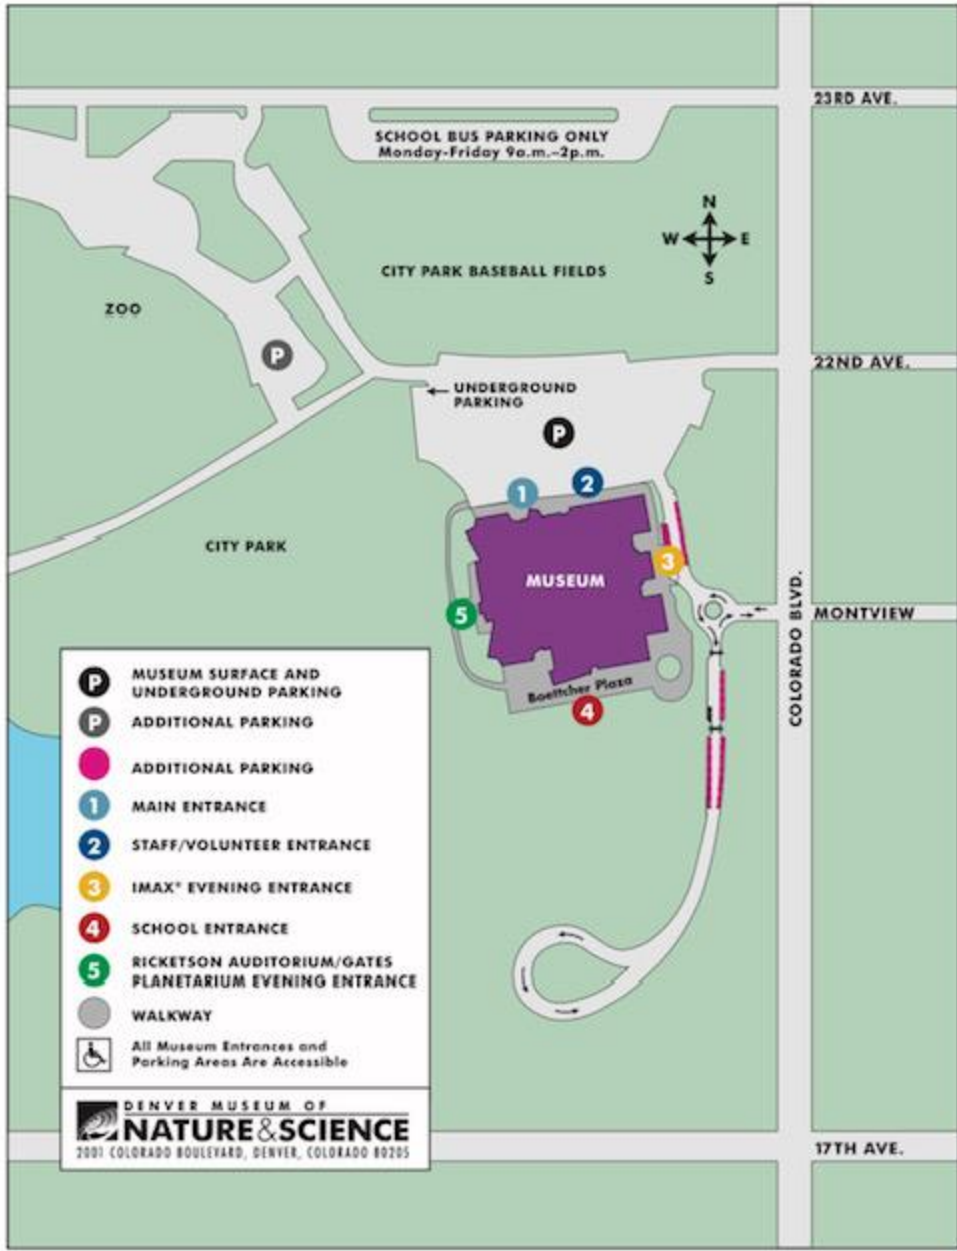 23RD AVE.
SCHOOL BUS PARKING ONLY
Monday-Friday 9a.m.–2p.m.
N
W E
S
CITY PARK BASEBALL FIELDS
ZOO
P
22ND AVE.
← UNDERGROUND
PARKING
P
1
2
CITY PARK
MUSEUM
3
5
MONTVIEW
COLORADO BLVD.
Boettcher Plaza
4
P MUSEUM SURFACE AND
UNDERGROUND PARKING
P ADDITIONAL PARKING
ADDITIONAL PARKING
1 MAIN ENTRANCE
2 STAFF/VOLUNTEER ENTRANCE
3 IMAX® EVENING ENTRANCE
4 SCHOOL ENTRANCE
5 RICKETSON AUDITORIUM/GATES
PLANETARIUM EVENING ENTRANCE
WALKWAY
All Museum Entrances and
Parking Areas Are Accessible
DENVER MUSEUM OF
NATURE&SCIENCE
2001 COLORADO BOULEVARD, DENVER, COLORADO 80205
17TH AVE.